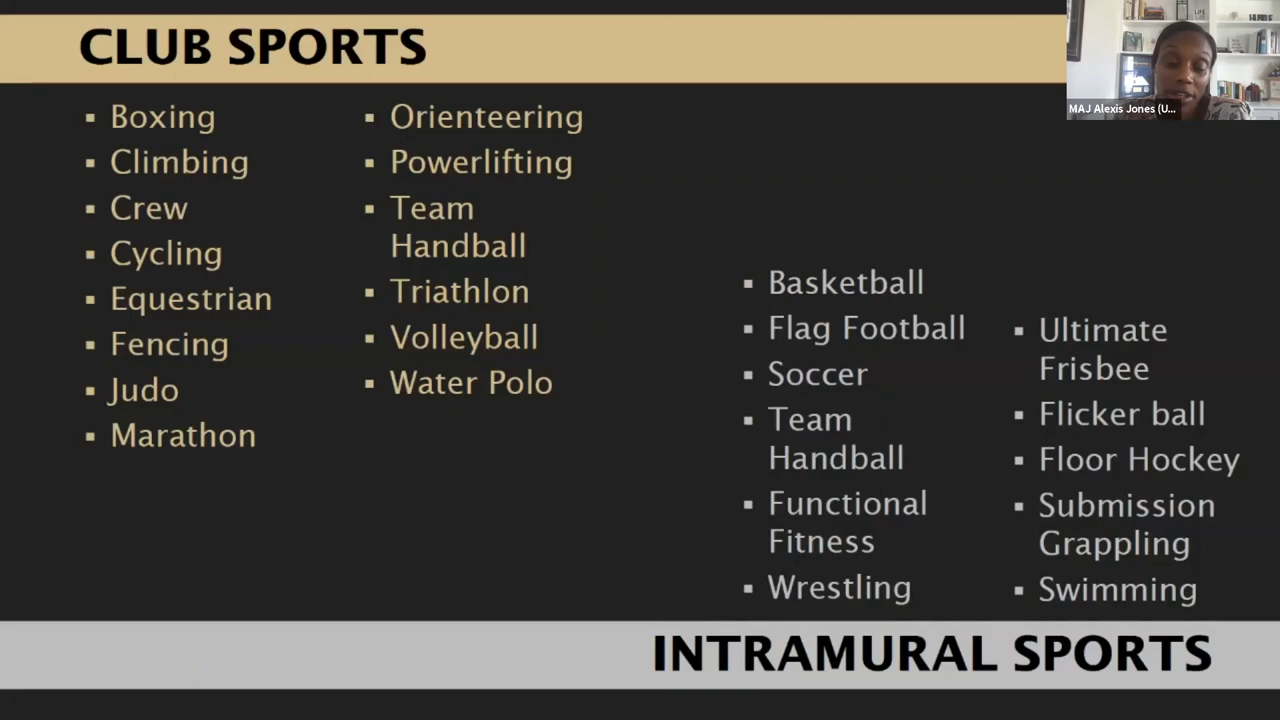 CLUB SPORTS
MAJ Alexis Jones (U...
▪ Boxing
▪ Climbing
▪ Crew
▪ Cycling
▪ Equestrian
▪ Fencing
▪ Judo
▪ Marathon
▪ Orienteering
▪ Powerlifting
▪ Team
Handball
▪ Triathlon
▪ Volleyball
▪ Water Polo
▪ Basketball
▪ Flag Football
▪ Soccer
▪ Team
Handball
▪ Functional
Fitness
▪ Wrestling
▪ Ultimate
Frisbee
▪ Flicker ball
▪ Floor Hockey
▪ Submission
Grappling
▪ Swimming
INTRAMURAL SPORTS